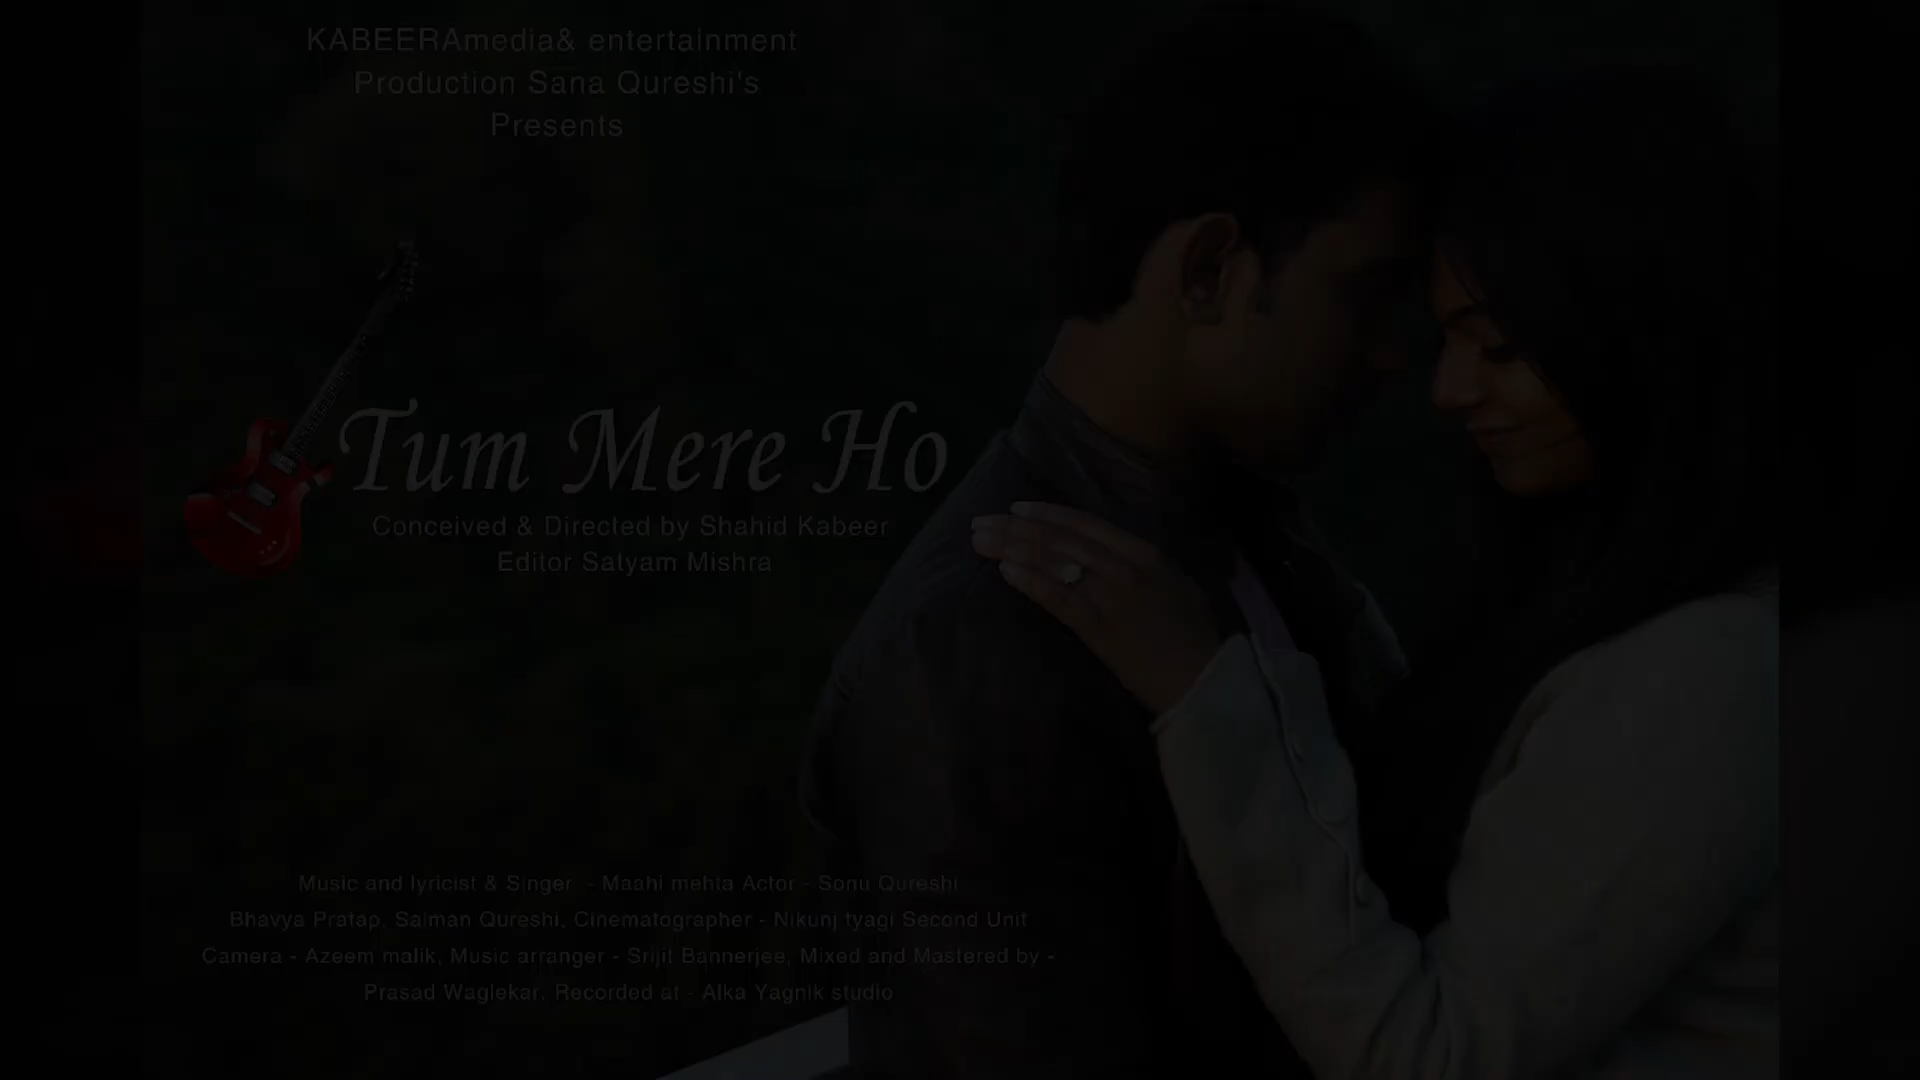 KABEERAmedia& entertainment
Production Sana Qureshi's
Presents
Tum Mere Ho
Conceived & Directed by Shahid Kabeer
Editor Satyam Mishra
Music and lyricist & Singer - Maahi mehta Actor - Sonu Qureshi
Bhavya Pratap, Salman Qureshi, Cinematographer - Nikunj tyagi Second Unit
Camera - Azeem malik, Music arranger - Srijit Bannerjee, Mixed and Mastered by -
Prasad Waglekar, Recorded at - Alka Yagnik studio